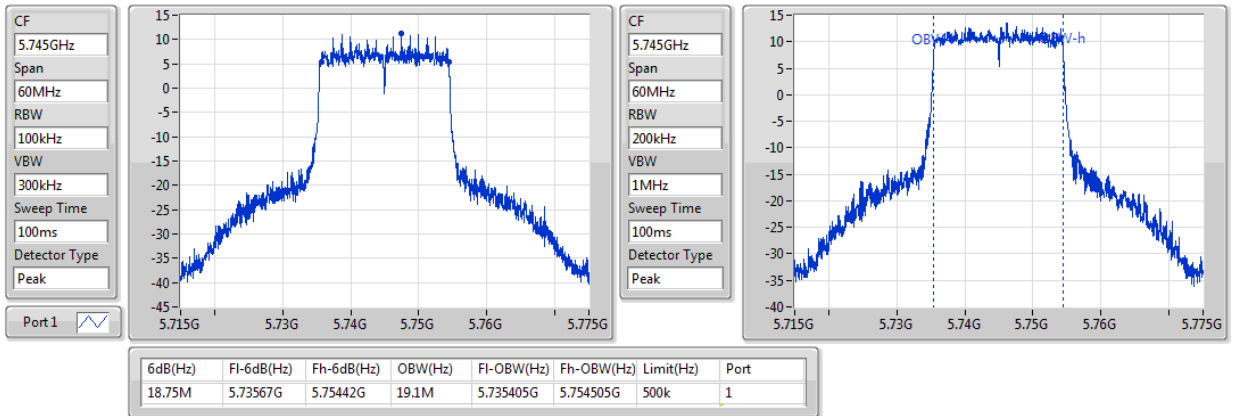 CF
5.745GHz
Span
60MHz
RBW
100kHz
VBW
300kHz
Sweep Time
100ms
Detector Type
Peak
Port 1
15-
10-
5-
0-
-5-
-10-
-15-
-20-
-25-
-30-
-35-
-40-
-45-
5.715G 5.73G 5.74G 5.75G 5.76G 5.775G
CF
5.745GHz
Span
60MHz
RBW
200kHz
VBW
1MHz
Sweep Time
100ms
Detector Type
Peak
15-
10-
5-
0-
-5-
-10-
-15-
-20-
-25-
-30-
-35-
-40-
5.715G 5.73G 5.74G 5.75G 5.76G 5.775G
6dB(Hz) Fl-6dB(Hz) Fh-6dB(Hz) OBW(Hz) Fl-OBW(Hz) Fh-OBW(Hz) Limit(Hz) Port
18.75M 5.73567G 5.75442G 19.1M 5.735405G 5.754505G 500k 1